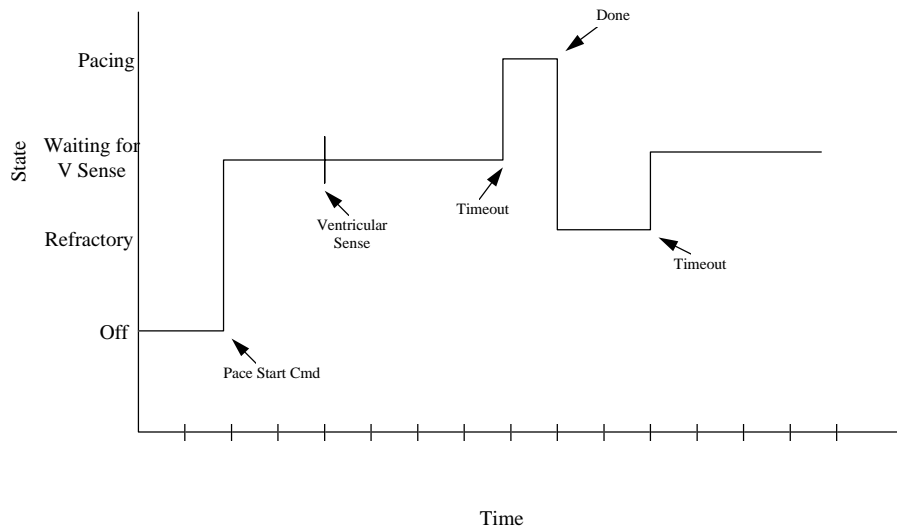 Done
Pacing
Waiting for
V Sense
State
Timeout
Ventricular
Sense
Refractory
Timeout
Off
Pace Start Cmd
Time